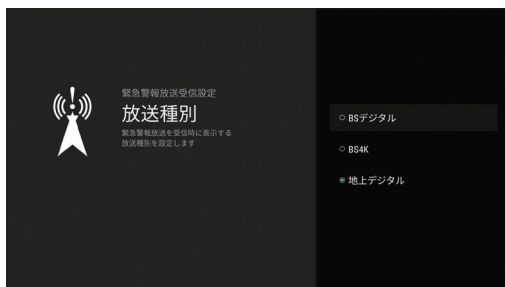 緊急警報放送受信設定
放送種別
緊急警報放送を受信時に表示する
放送種別を設定します
BSデジタル
BS4K
地上デジタル